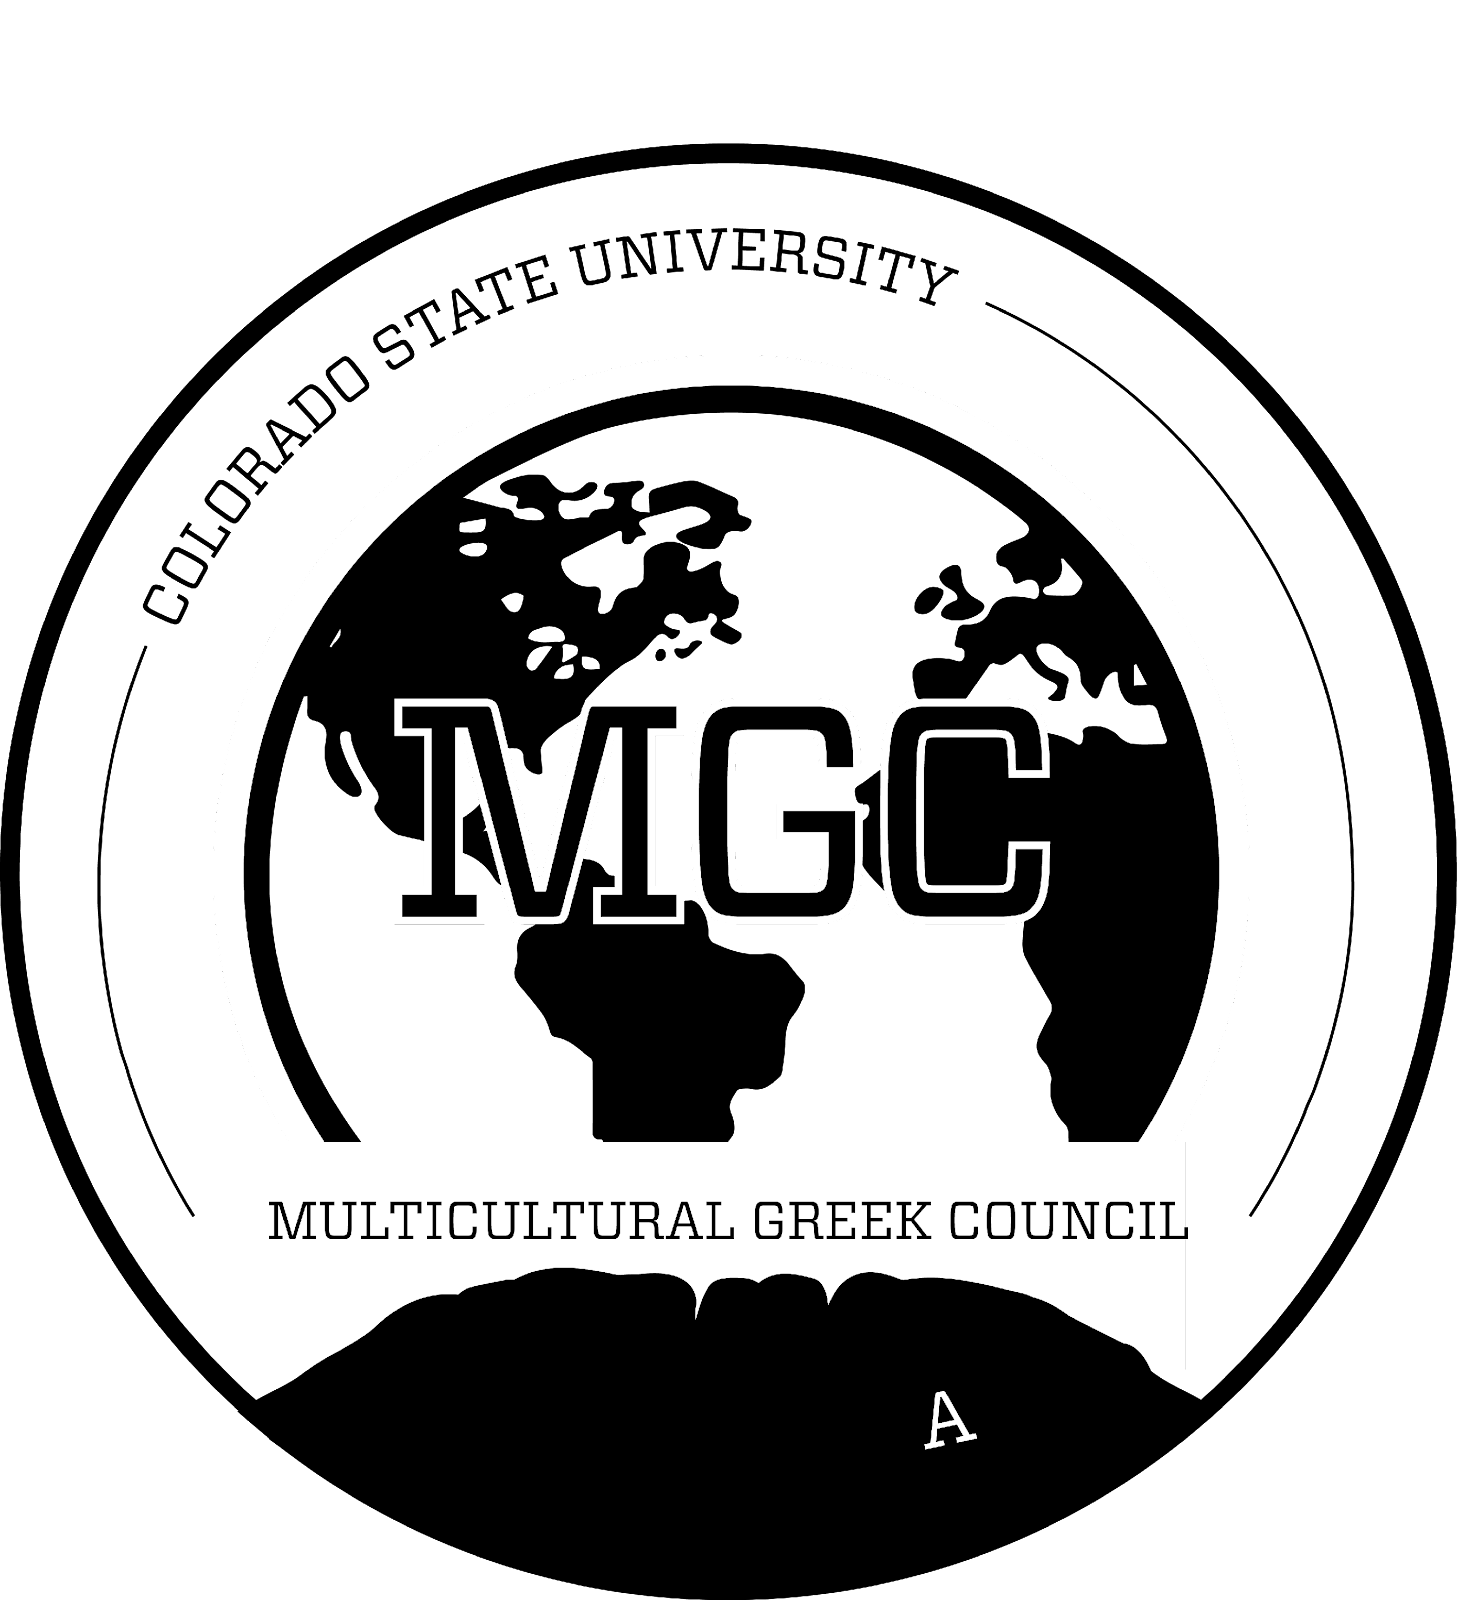 COLORADO STATE UNIVERSITY
MGC
MULTICULTURAL GREEK COUNCIL
A